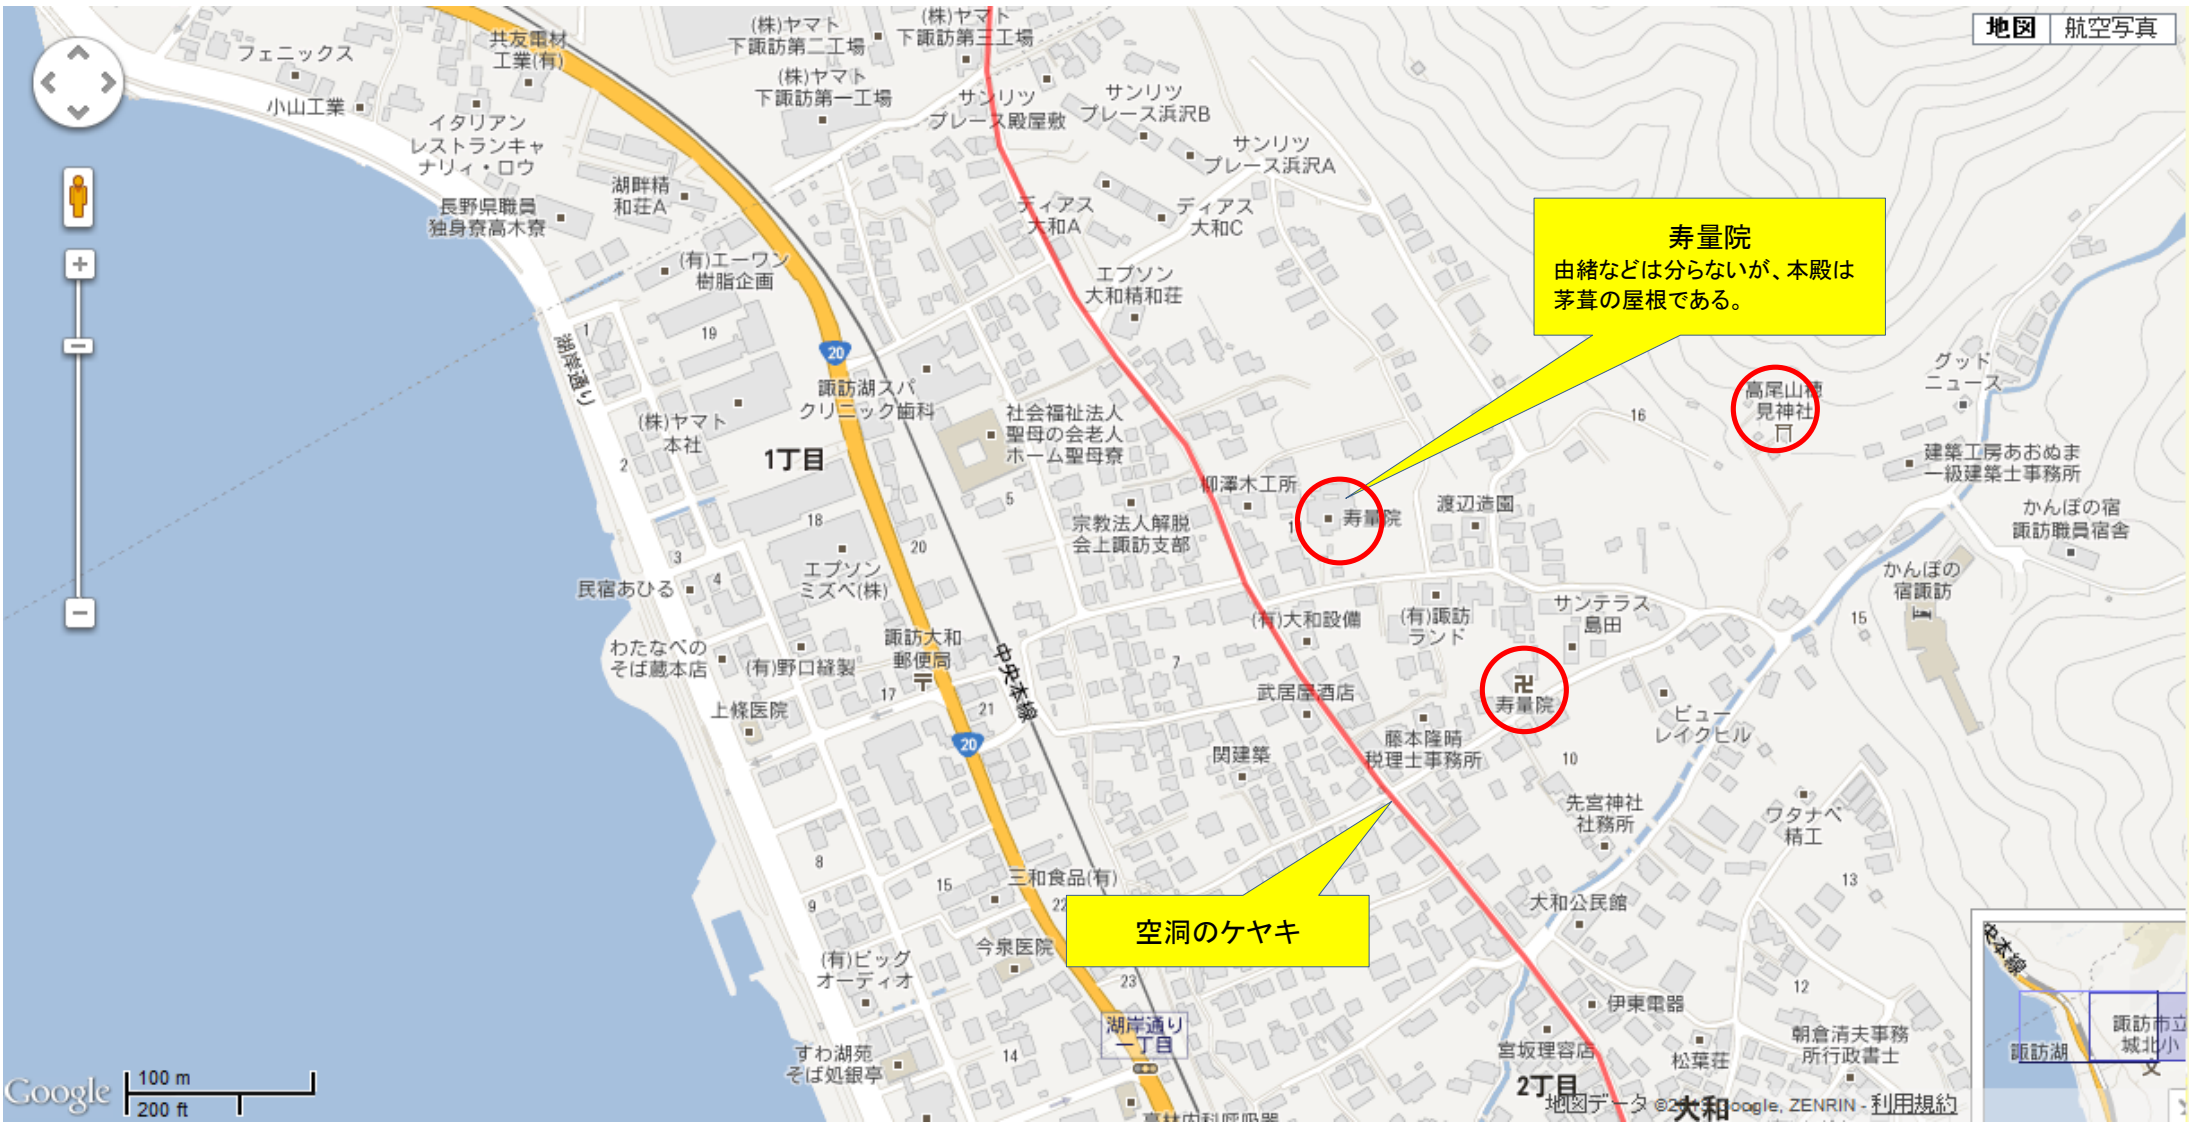 地図
航空写真
(株)ヤマト
下諏訪第二工場
(株)ヤマト
下諏訪第三工場
共友電材
工業(有)
フェニックス
小山工業
(株)ヤマト
下諏訪第一工場
サンリツ
プレース殿屋敷
サンリツ
プレース浜沢B
イタリアン
レストランキャ
ナリィ・ロウ
サンリツ
プレース浜沢A
湖畔精
和荘A
長野県職員
独身寮高木寮
ディアス
大和A
ディアス
大和C
寿量院
由緒などは分らないが、本殿は
茅葺の屋根である。
(有)エーワン
樹脂企画
エプソン
大和精和荘
1
19
湖岸通り
20
諏訪湖スパ
クリニック歯科
グッド
ニュース
高尾山穂
見神社
16
(株)ヤマト
本社
社会福祉法人
聖母の会老人
ホーム聖母寮
1丁目
2
建築工房あおぬま
一級建築士事務所
柳澤木工所
5
寿量院
渡辺造園
かんぽの宿
諏訪職員宿舎
18
宗教法人解脱
会上諏訪支部
20
3
4
エプソン
ミズベ(株)
民宿あひる
かんぽの
宿諏訪
15
(有)大和設備
(有)諏訪
ランド
サンテラス
島田
諏訪大和
郵便局
わたなべの
そば蔵本店
(有)野口縫製
中央本線
7
17
21
武居屋酒店
寿量院
上條医院
20
ビュー
レイクヒル
藤本隆晴
税理士事務所
関建築
10
先宮神社
社務所
ワタナベ
精工
8
15
三和食品(有)
13
9
22
空洞のケヤキ
大和公民館
今泉医院
(有)ビッグ
オーディオ
23
12
伊東電器
湖岸通り
一丁目
14
すわ湖苑
そば処銀亭
宮坂理容店
松葉荘
朝倉清夫事務
所行政書士
2丁目
大和
央本線
諏訪湖
諏訪市立
城北小
Google
100 m
200 ft
地図データ
Google, ZENRIN - 利用規約